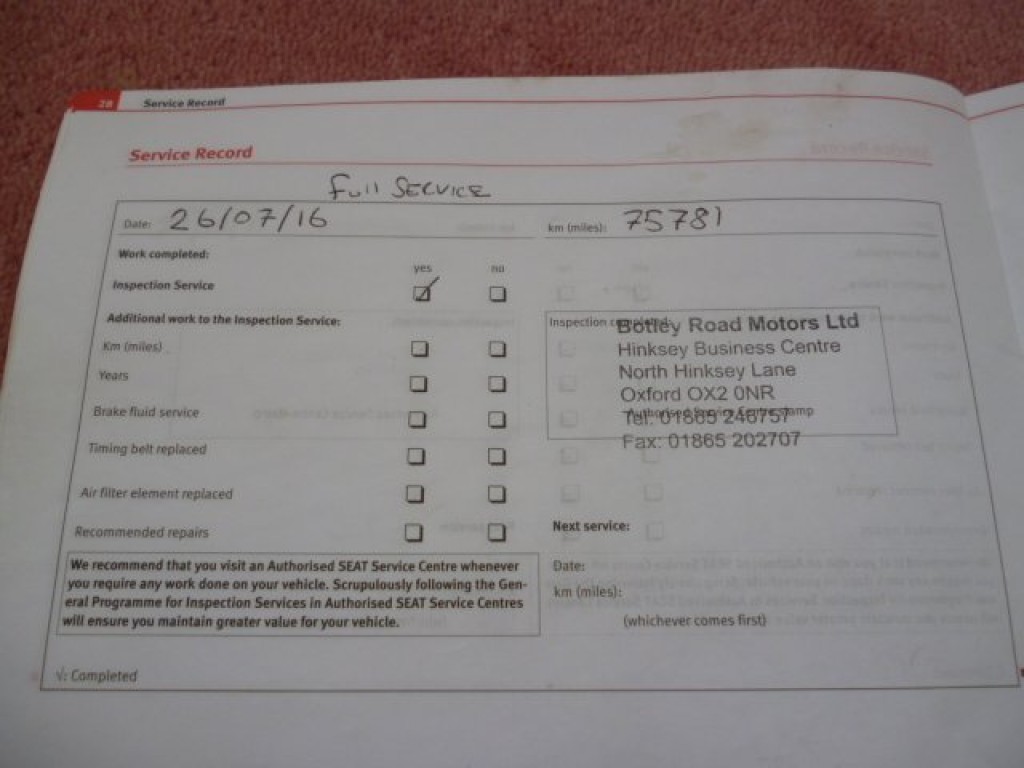 28 Service Record
Service Record
Full SERVICE
Date: 26/07/16 km (miles): 75781
Work completed:
yes no
Inspection Service
Additional work to the Inspection Service:
Inspection completed:
Botley Road Motors Ltd
Hinksey Business Centre
North Hinksey Lane
Oxford OX2 0NR
Authorised Service Centre stamp
Tel: 01865 246757
Fax: 01865 202707
Km (miles)
Years
Brake fluid service
Timing belt replaced
Air filter element replaced
Recommended repairs
Next service:
Date:
km (miles):
(whichever comes first)
We recommend that you visit an Authorised SEAT Service Centre whenever
you require any work done on your vehicle. Scrupulously following the Gen-
eral Programme for Inspection Services in Authorised SEAT Service Centres
will ensure you maintain greater value for your vehicle.
√: Completed